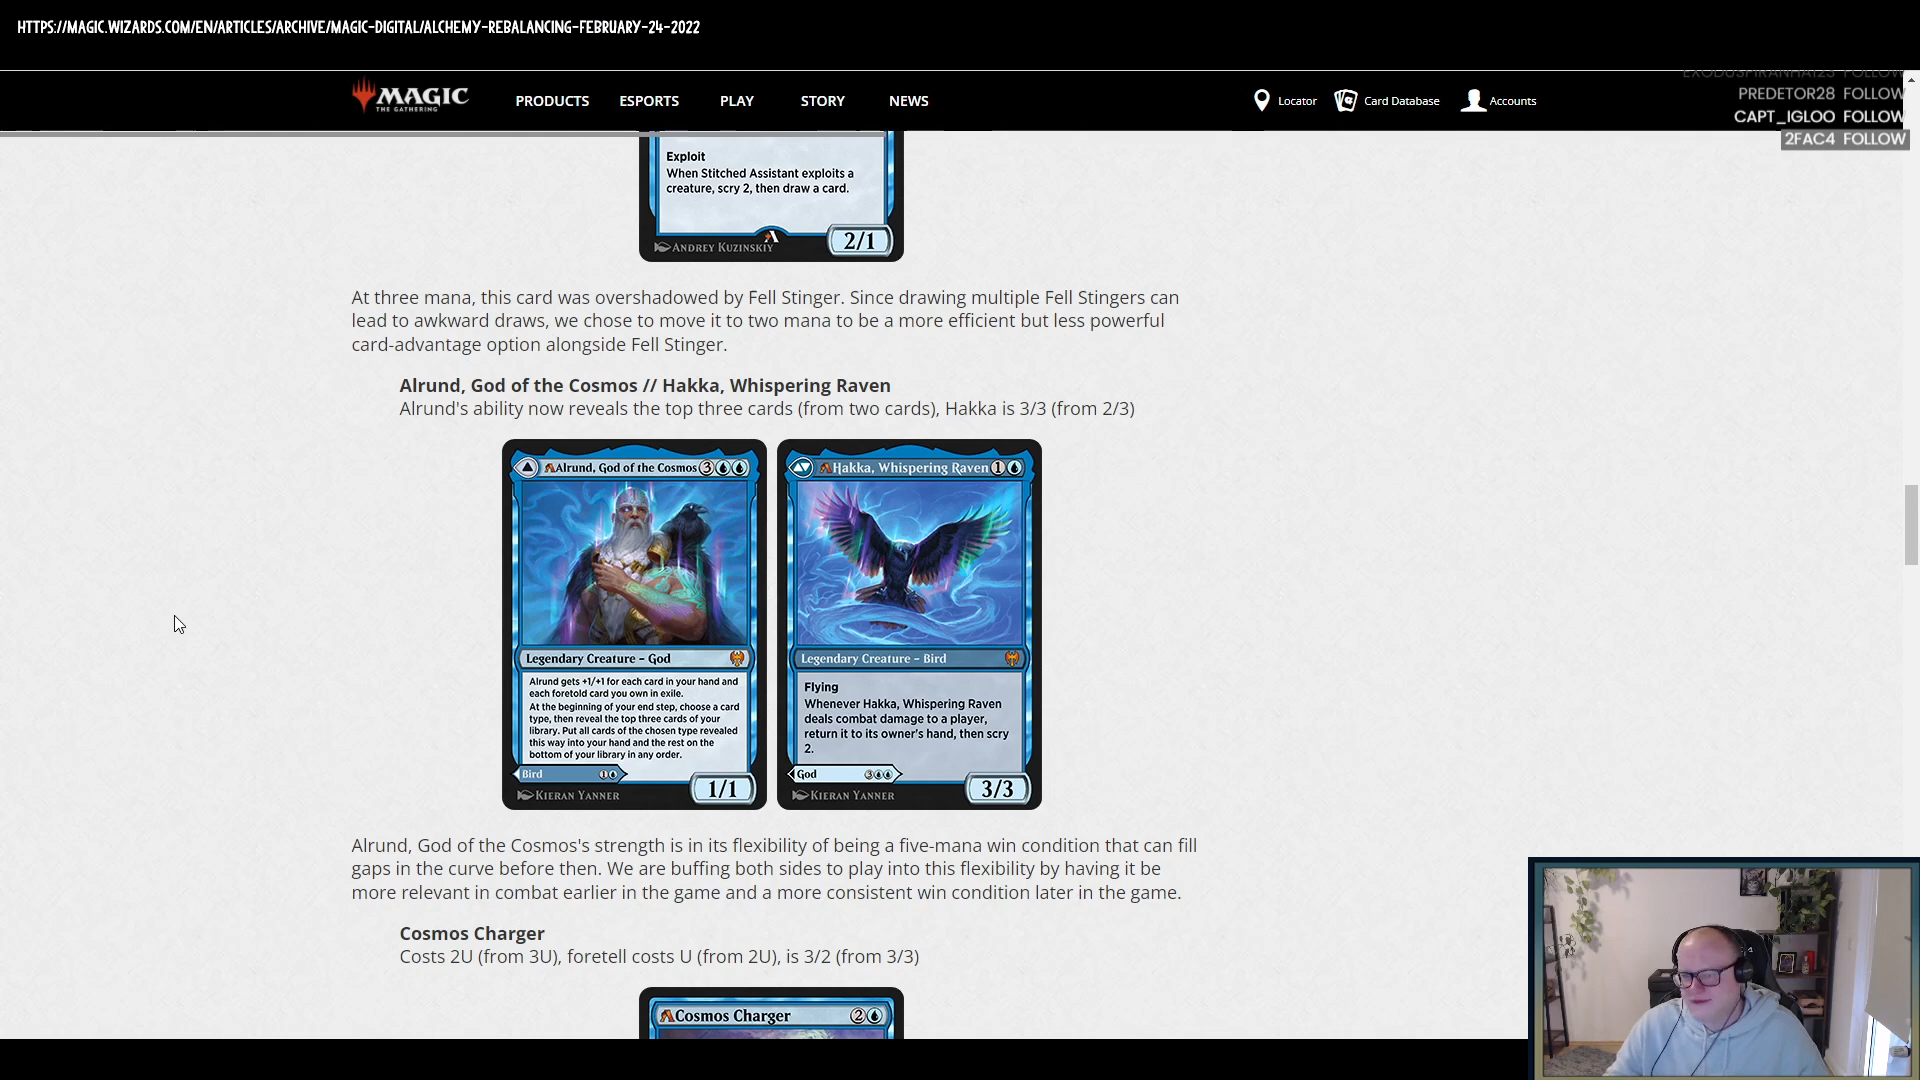 HTTPS://MAGIC.WIZARDS.COM/EN/ARTICLES/ARCHIVE/MAGIC-DIGITAL/ALCHEMY-REBALANCING-FEBRUARY-24-2022
EXODUSPIRANHA123 FOLLOW
MAGIC
THE GATHERING
PRODUCTS ESPORTS PLAY STORY NEWS Locator Card Database Accounts
PREDETOR28 FOLLOW
CAPT_IGLOO FOLLOW
2FAC4 FOLLOW
Exploit
When Stitched Assistant exploits a
creature, scry 2, then draw a card.
ANDREY KUZINSKIY
2/1
At three mana, this card was overshadowed by Fell Stinger. Since drawing multiple Fell Stingers can
lead to awkward draws, we chose to move it to two mana to be a more efficient but less powerful
card-advantage option alongside Fell Stinger.
Alrund, God of the Cosmos // Hakka, Whispering Raven
Alrund's ability now reveals the top three cards (from two cards), Hakka is 3/3 (from 2/3)
Alrund, God of the Cosmos 3
Legendary Creature – God
Alrund gets +1/+1 for each card in your hand and
each foretold card you own in exile.
At the beginning of your end step, choose a card
type, then reveal the top three cards of your
library. Put all cards of the chosen type revealed
this way into your hand and the rest on the
bottom of your library in any order.
Bird 1
1/1
KIERAN YANNER
Hakka, Whispering Raven 1
Legendary Creature – Bird
Flying
Whenever Hakka, Whispering Raven
deals combat damage to a player,
return it to its owner's hand, then scry
2.
God 3
3/3
KIERAN YANNER
Alrund, God of the Cosmos's strength is in its flexibility of being a five-mana win condition that can fill
gaps in the curve before then. We are buffing both sides to play into this flexibility by having it be
more relevant in combat earlier in the game and a more consistent win condition later in the game.
Cosmos Charger
Costs 2U (from 3U), foretell costs U (from 2U), is 3/2 (from 3/3)
Cosmos Charger 2